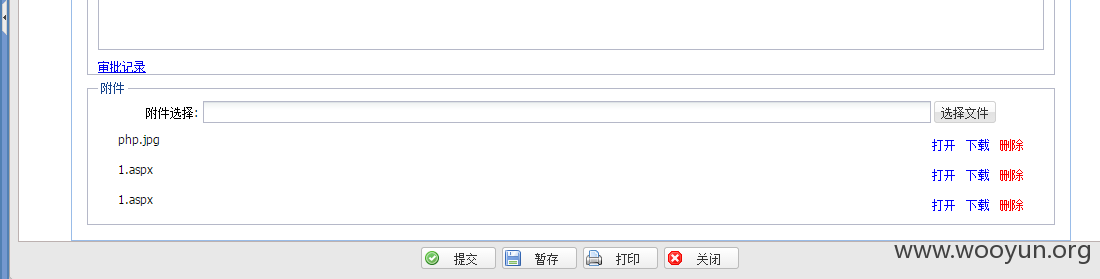 审批记录
附件
附件选择: 选择文件
php.jpg 打开 下载 删除
1.aspx 打开 下载 删除
1.aspx 打开 下载 删除
提交 暂存 打印 关闭
www.wooyun.org